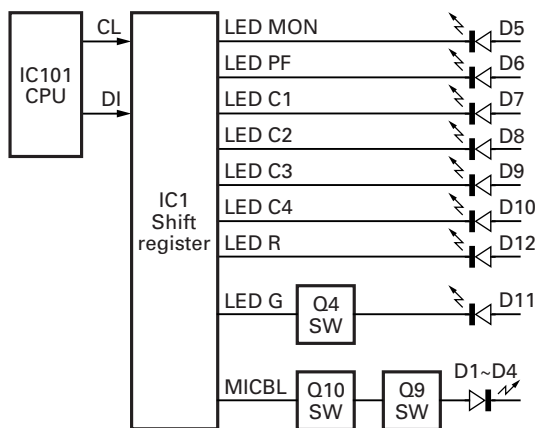 CL
DI
IC101
CPU
IC1
Shift
register
LED MON
D5
LED PF
D6
LED C1
D7
LED C2
D8
LED C3
D9
LED C4
D10
LED R
D12
LED G
Q4
SW
D11
MICBL
Q10
SW
Q9
SW
D1~D4